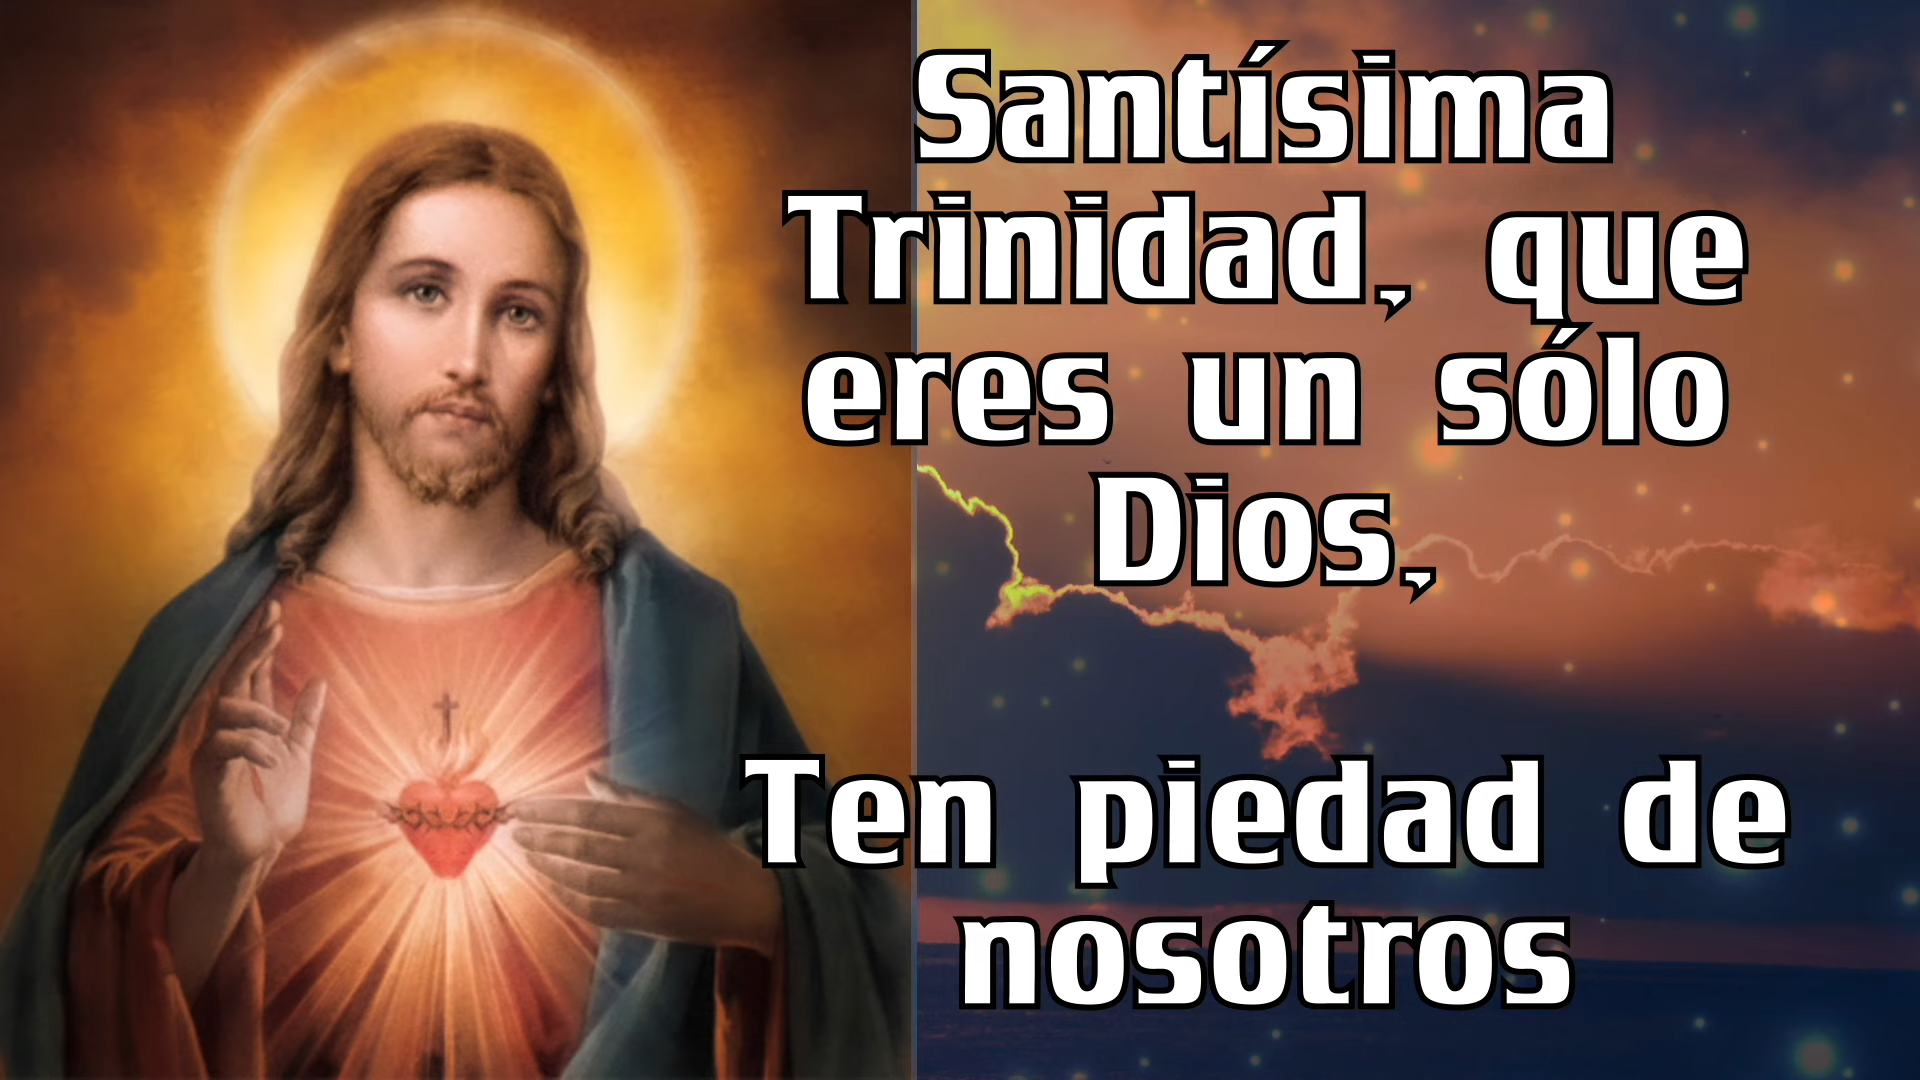 Santísima
Trinidad, que
eres un sólo
Dios,
Ten piedad de
nosotros